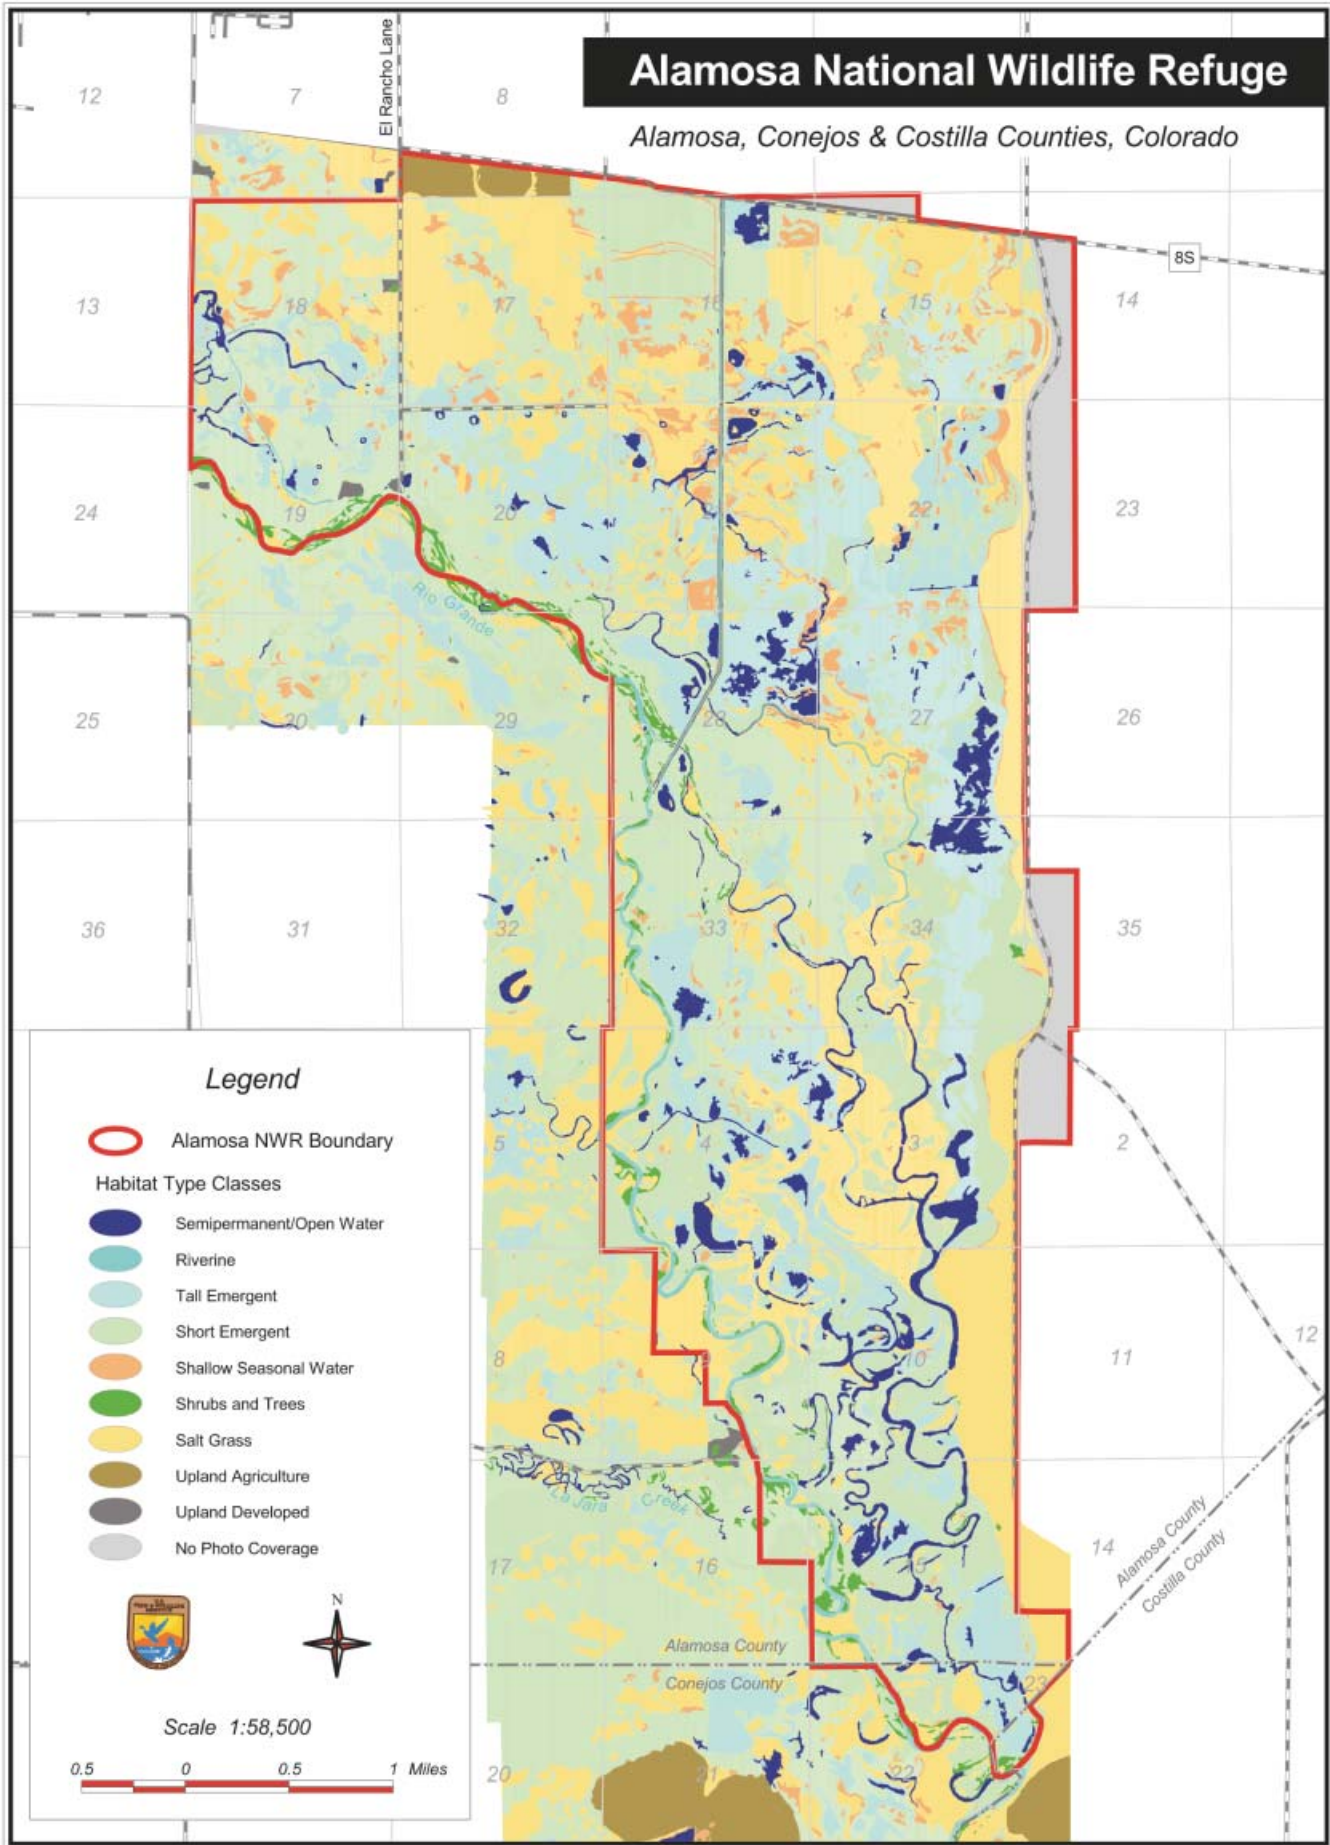 Alamosa National Wildlife Refuge
Alamosa, Conejos & Costilla Counties, Colorado
El Rancho Lane
12
7
8
8S
13
18
17
16
15
14
24
19
20
22
23
Rio Grande
25
30
29
28
27
26
36
31
32
33
34
35
5
4
3
2
8
9
10
11
12
La Jara Creek
17
16
15
14
Alamosa County
Costilla County
Alamosa County
Conejos County
23
20
21
22
Legend
Alamosa NWR Boundary
Habitat Type Classes
Semipermanent/Open Water
Riverine
Tall Emergent
Short Emergent
Shallow Seasonal Water
Shrubs and Trees
Salt Grass
Upland Agriculture
Upland Developed
No Photo Coverage
N
Scale 1:58,500
0.5 0 0.5 1 Miles